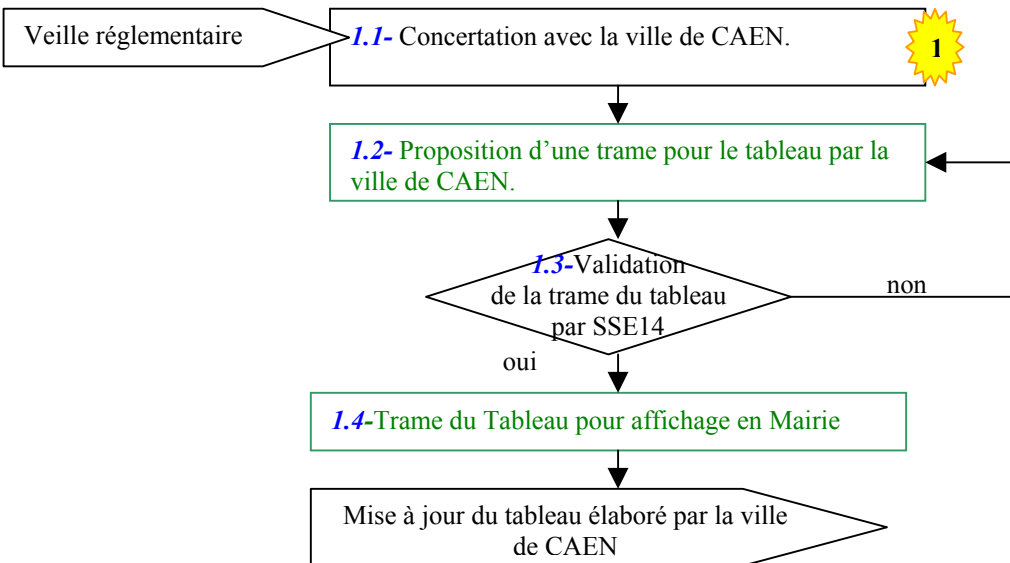 Veille réglementaire
1.1- Concertation avec la ville de CAEN.
1
1.2- Proposition d’une trame pour le tableau par la
ville de CAEN.
1.3-Validation
de la trame du tableau
par SSE14
non
oui
1.4-Trame du Tableau pour affichage en Mairie
Mise à jour du tableau élaboré par la ville
de CAEN